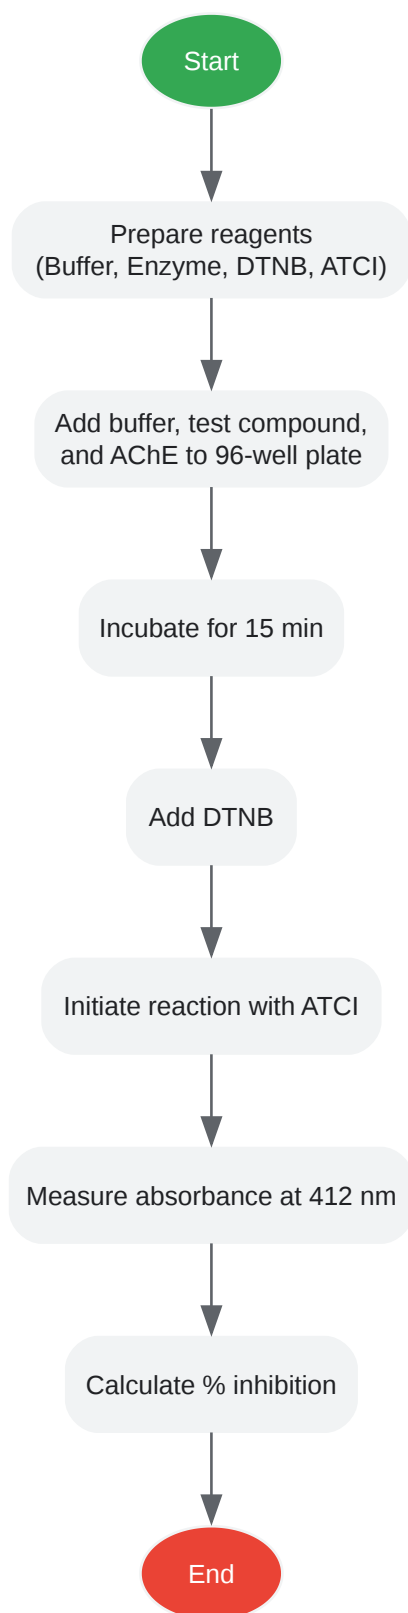 Start
Prepare reagents
(Buffer, Enzyme, DTNB, ATCI)
Add buffer, test compound,
and AChE to 96-well plate
Incubate for 15 min
Add DTNB
Initiate reaction with ATCI
Measure absorbance at 412 nm
Calculate % inhibition
End